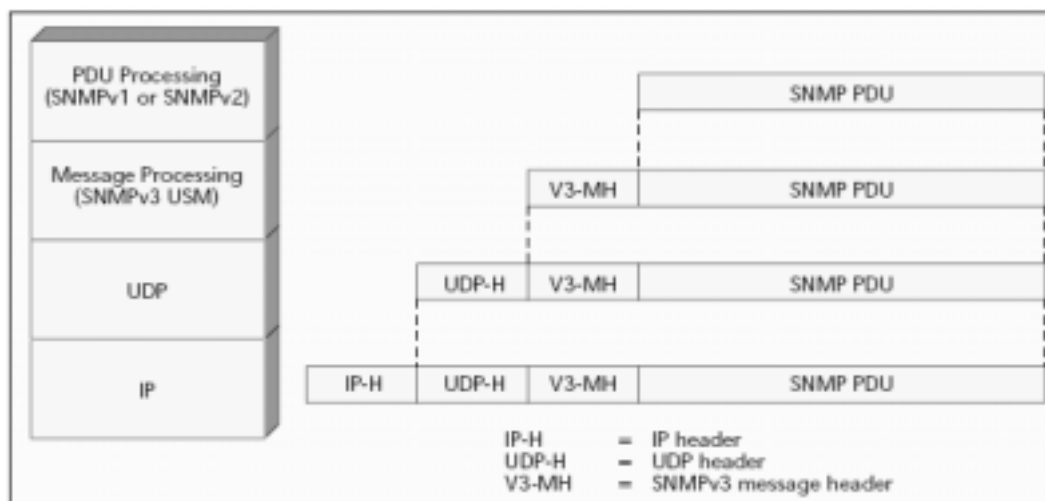 PDU Processing
(SNMPv1 or SNMPv2)
SNMP PDU
Message Processing
(SNMPv3 USM)
V3-MH SNMP PDU
UDP
UDP-H V3-MH SNMP PDU
IP
IP-H UDP-H V3-MH SNMP PDU
IP-H = IP header
UDP-H = UDP header
V3-MH = SNMPv3 message header